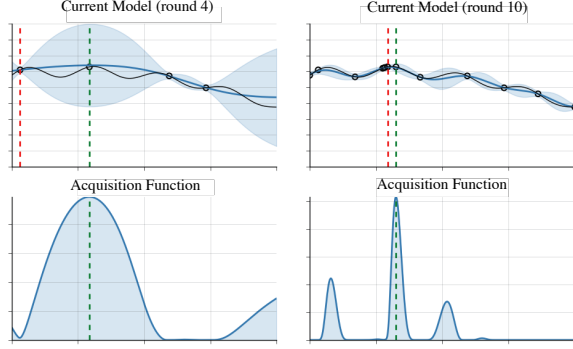 Current Model (round 4)
Current Model (round 10)
Acquisition Function
Acquisition Function